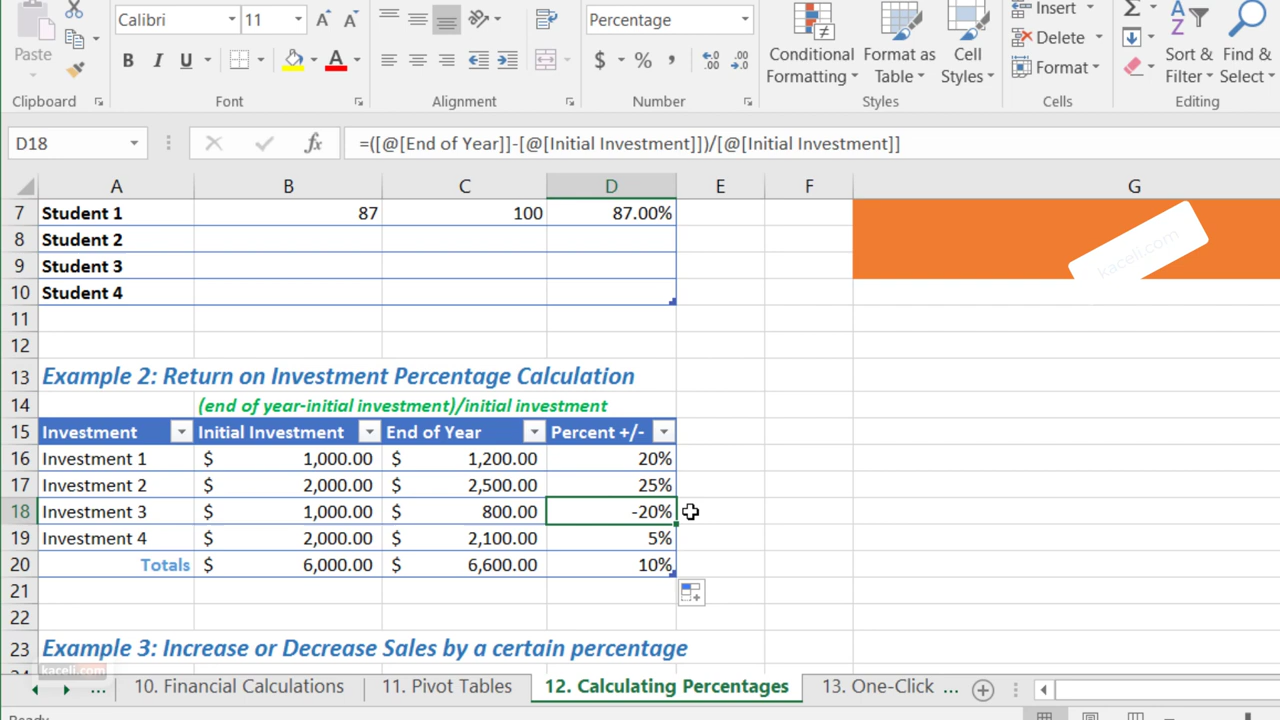 Calibri 11 Percentage Insert
Paste B I U A $ % , Conditional Formatting Format as Table Cell Styles Delete Format Sort & Filter Find & Select
Clipboard Font Alignment Number Styles Cells Editing
D18 fx =([@[End of Year]]-[@[Initial Investment]])/[@[Initial Investment]]
A B C D E F G
7 Student 1 87 100 87.00%
8 Student 2
9 Student 3
10 Student 4
kaceli.com
11
12
13 Example 2: Return on Investment Percentage Calculation
14 (end of year-initial investment)/initial investment
15 Investment Initial Investment End of Year Percent +/-
16 Investment 1 $ 1,000.00 $ 1,200.00 20%
17 Investment 2 $ 2,000.00 $ 2,500.00 25%
18 Investment 3 $ 1,000.00 $ 800.00 -20%
19 Investment 4 $ 2,000.00 $ 2,100.00 5%
20 Totals $ 6,000.00 $ 6,600.00 10%
21
22
23 Example 3: Increase or Decrease Sales by a certain percentage
kaceli.com
... 10. Financial Calculations 11. Pivot Tables 12. Calculating Percentages 13. One-Click ...
Ready